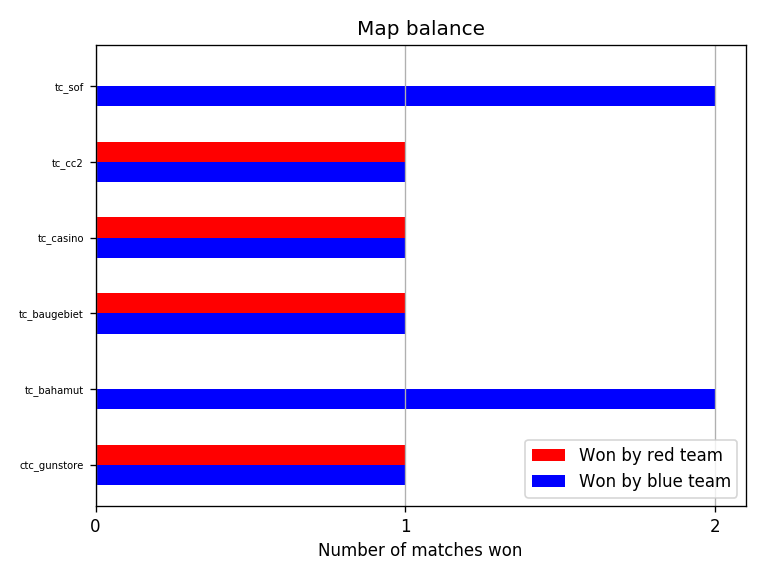 Map balance
tc_sof
tc_cc2
tc_casino
tc_baugebiet
tc_bahamut
ctc_gunstore
Won by red team
Won by blue team
0 1 2
Number of matches won